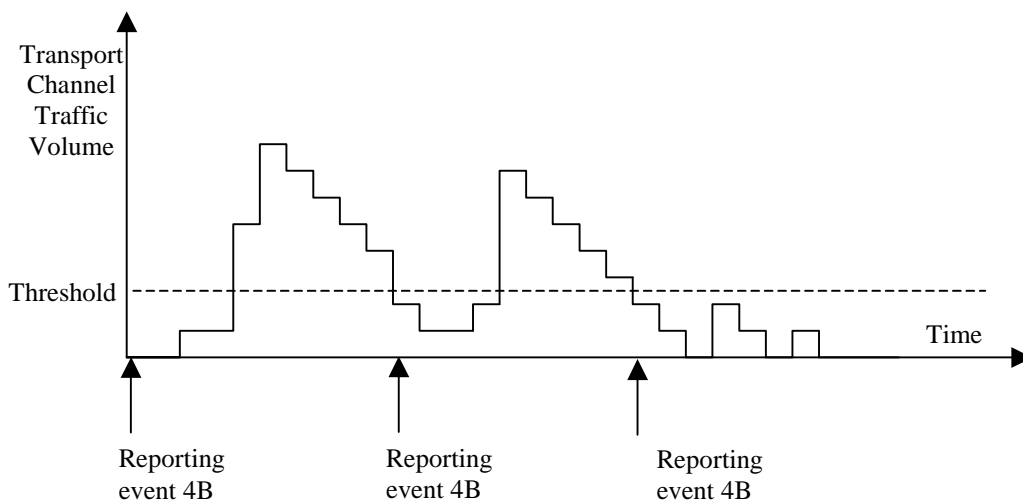 Transport
Channel
Traffic
Volume
Threshold
Time
Reporting
event 4B
Reporting
event 4B
Reporting
event 4B